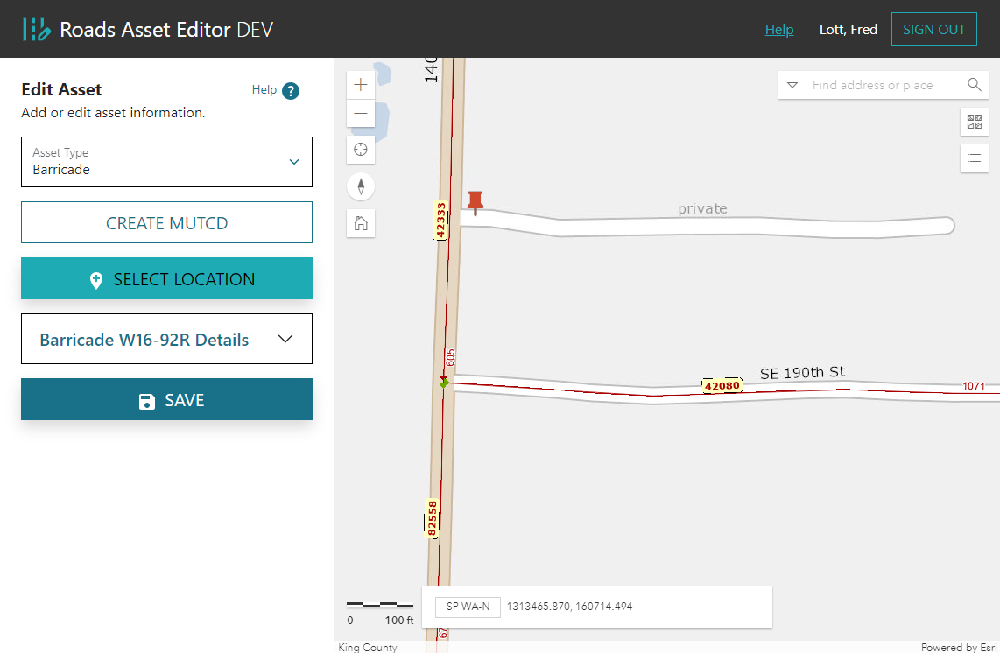 Roads Asset Editor DEV
Help
Lott, Fred
SIGN OUT
Edit Asset
Help ?
Add or edit asset information.
Asset Type
Barricade
CREATE MUTCD
SELECT LOCATION
Barricade W16-92R Details
SAVE
140
Find address or place
private
42333
605
SE 190th St
42080
1071
82558
SP WA-N
1313465.870, 160714.494
0
100 ft
King County
Powered by Esri